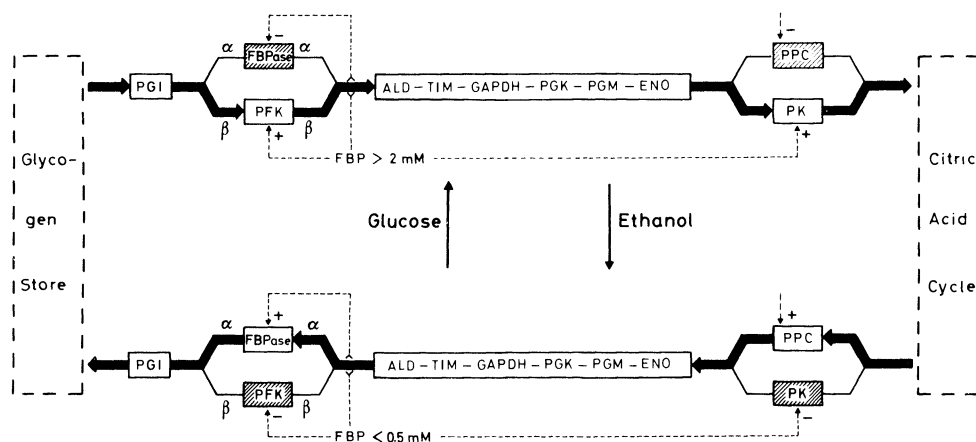 α FBPase α
−
PPC
−
PGI
ALD – TIM – GAPDH – PGK – PGM – ENO
β PFK β
+
PK
+
FBP > 2 mM
Glyco-
gen
Store
Citric
Acid
Cycle
Glucose
Ethanol
α FBPase α
+
PPC
+
PGI
ALD – TIM – GAPDH – PGK – PGM – ENO
β PFK β
−
PK
−
FBP < 0.5 mM